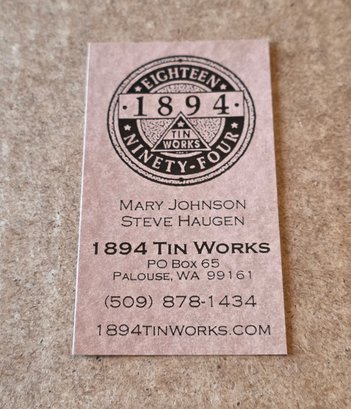 EIGHTEEN
· 1894 ·
TIN
WORKS
NINETY-FOUR
MARY JOHNSON
STEVE HAUGEN
1894 TIN WORKS
PO BOX 65
PALOUSE, WA 99161
(509) 878-1434
1894TINWORKS.COM